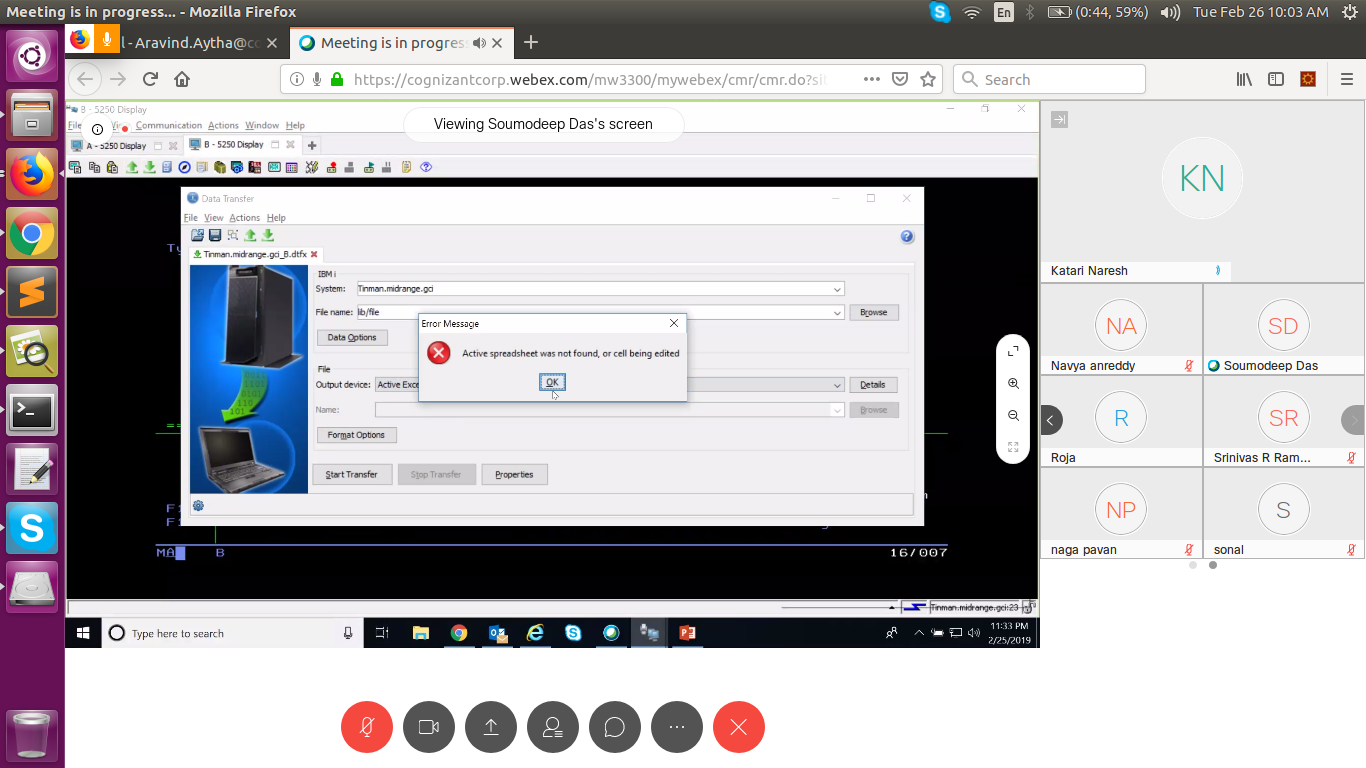 Meeting is in progress... - Mozilla Firefox
En
(0:44, 59%)
Tue Feb 26 10:03 AM
l - Aravind.Aytha@co
Meeting is in progres
https://cognizantcorp.webex.com/mw3300/mywebex/cmr/cmr.do?sit
Search
B - 5250 Display
File
View
Communication
Actions
Window
Help
Viewing Soumodeep Das's screen
A - 5250 Display
B - 5250 Display
Data Transfer
File
View
Actions
Help
Tinman.midrange.gci_B.dtfx
IBM i
System:
Tinman.midrange.gci
File name:
lib/file
Browse
Data Options
Error Message
Active spreadsheet was not found, or cell being edited
OK
File
Output device:
Active Exce
Details
Name:
Browse
Format Options
Start Transfer
Stop Transfer
Properties
MA
B
16/007
Tinman.midrange.gci:23
Type here to search
11:33 PM
2/25/2019
KN
Katari Naresh
NA
Navya anreddy
SD
Soumodeep Das
R
Roja
SR
Srinivas R Ram...
NP
naga pavan
S
sonal